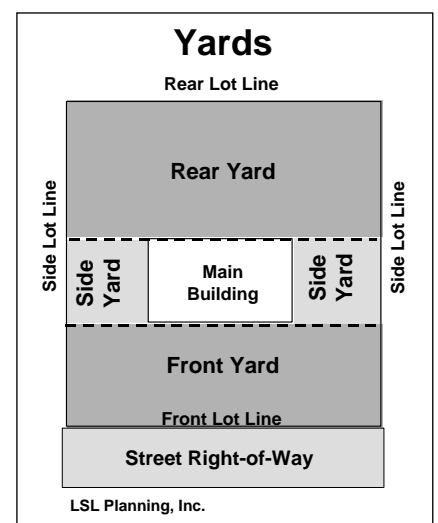 Yards
Rear Lot Line
Rear Yard
Side Lot Line
Side
Yard
Main
Building
Side
Yard
Side Lot Line
Front Yard
Front Lot Line
Street Right-of-Way
LSL Planning, Inc.